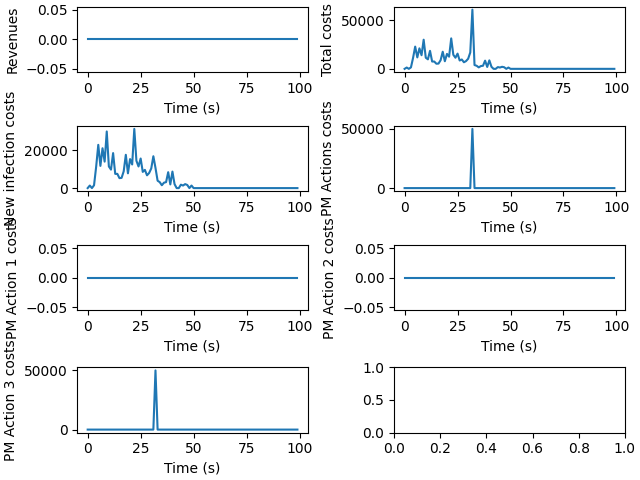 Revenues
0.05
0.00
−0.05
0 25 50 75 100
Time (s)
Total costs
50000
0
0 25 50 75 100
Time (s)
New infection costs
20000
0
0 25 50 75 100
Time (s)
PM Actions costs
50000
0
0 25 50 75 100
Time (s)
PM Action 1 costs
0.05
0.00
−0.05
0 25 50 75 100
Time (s)
PM Action 2 costs
0.05
0.00
−0.05
0 25 50 75 100
Time (s)
PM Action 3 costs
50000
0
0 25 50 75 100
Time (s)
1.0
0.5
0.0
0.0 0.2 0.4 0.6 0.8 1.0